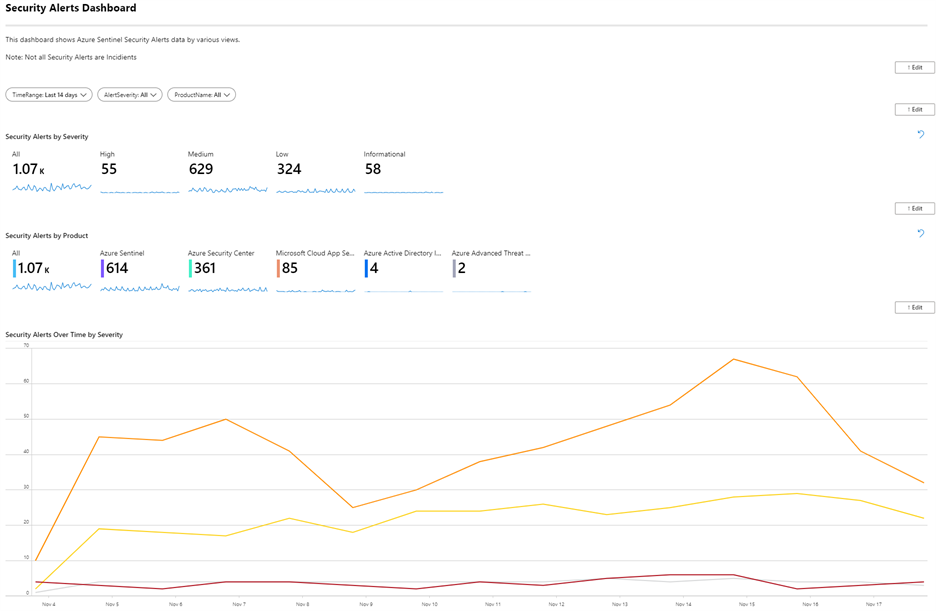 Security Alerts Dashboard
This dashboard shows Azure Sentinel Security Alerts data by various views.
Note: Not all Security Alerts are Incidients
↑ Edit
TimeRange: Last 14 days
AlertSeverity: All
ProductName: All
↑ Edit
Security Alerts by Severity
All
High
Medium
Low
Informational
1.07 K
55
629
324
58
↑ Edit
Security Alerts by Product
All
Azure Sentinel
Azure Security Center
Microsoft Cloud App Se...
Azure Active Directory I...
Azure Advanced Threat ...
1.07 K
614
361
85
4
2
↑ Edit
Security Alerts Over Time by Severity
70
60
50
40
30
20
10
0
Nov 4
Nov 5
Nov 6
Nov 7
Nov 8
Nov 9
Nov 10
Nov 11
Nov 12
Nov 13
Nov 14
Nov 15
Nov 16
Nov 17